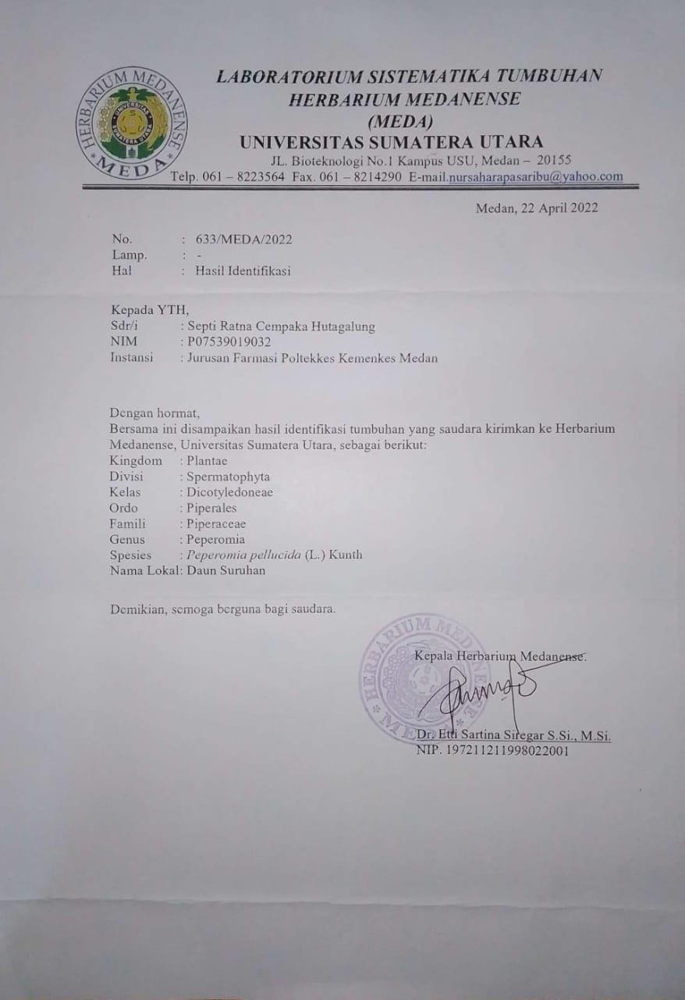 HERBARIUM MEDANENSE
* MEDA *
UNIVERSITAS
SUMATERA UTARA
LABORATORIUM SISTEMATIKA TUMBUHAN
HERBARIUM MEDANENSE
(MEDA)
UNIVERSITAS SUMATERA UTARA
JL. Bioteknologi No.1 Kampus USU, Medan – 20155
Telp. 061 – 8223564 Fax. 061 – 8214290 E-mail.nursaharapasaribu@yahoo.com
Medan, 22 April 2022
No. : 633/MEDA/2022
Lamp. : -
Hal : Hasil Identifikasi
Kepada YTH,
Sdr/i : Septi Ratna Cempaka Hutagalung
NIM : P07539019032
Instansi : Jurusan Farmasi Poltekkes Kemenkes Medan
Dengan hormat,
Bersama ini disampaikan hasil identifikasi tumbuhan yang saudara kirimkan ke Herbarium
Medanense, Universitas Sumatera Utara, sebagai berikut:
Kingdom : Plantae
Divisi : Spermatophyta
Kelas : Dicotyledoneae
Ordo : Piperales
Famili : Piperaceae
Genus : Peperomia
Spesies : Peperomia pellucida (L.) Kunth
Nama Lokal: Daun Suruhan
Demikian, semoga berguna bagi saudara.
HERBARIUM MEDANENSE
* MEDA *
Kepala Herbarium Medanense.
Dr. Etti Sartina Siregar S.Si., M.Si.
NIP. 197211211998022001